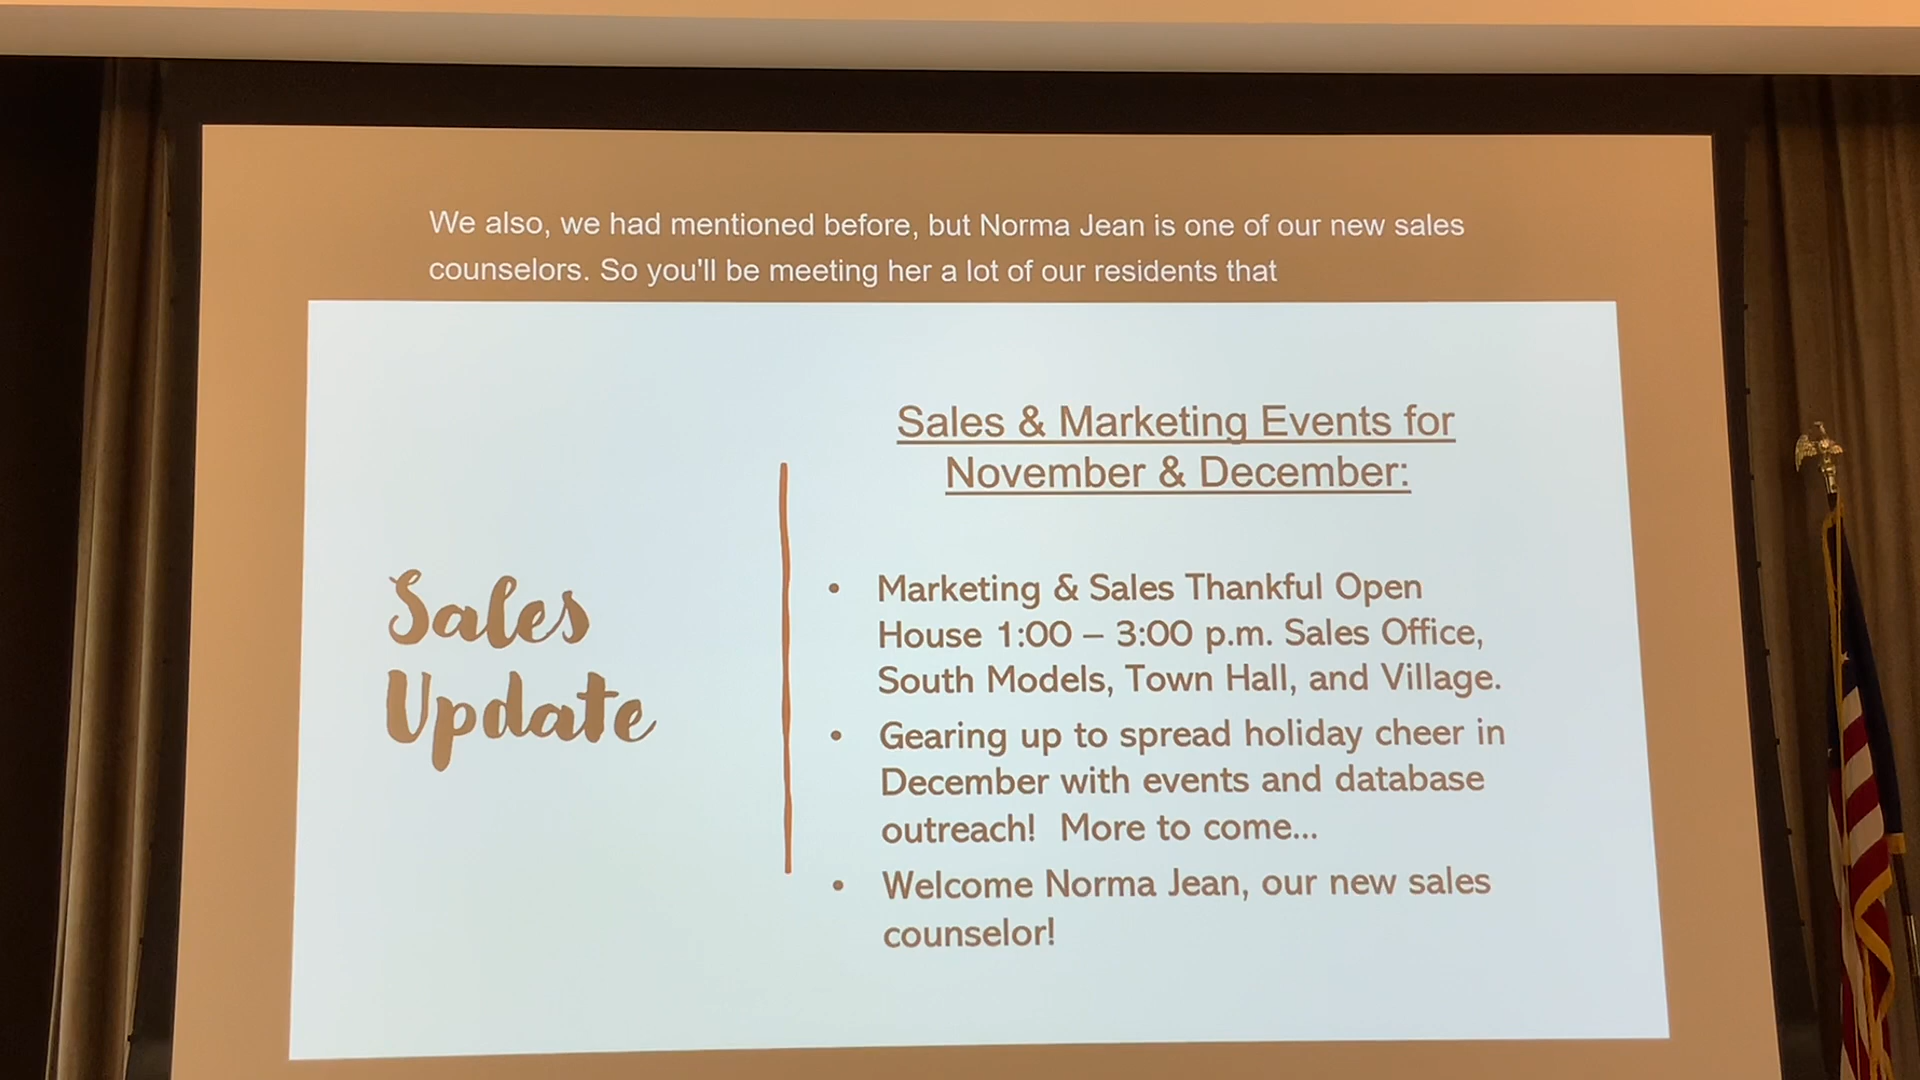 We also, we had mentioned before, but Norma Jean is one of our new sales
counselors. So you'll be meeting her a lot of our residents that
Sales
Update
Sales & Marketing Events for
November & December:
• Marketing & Sales Thankful Open
House 1:00 – 3:00 p.m. Sales Office,
South Models, Town Hall, and Village.
• Gearing up to spread holiday cheer in
December with events and database
outreach!  More to come...
• Welcome Norma Jean, our new sales
counselor!